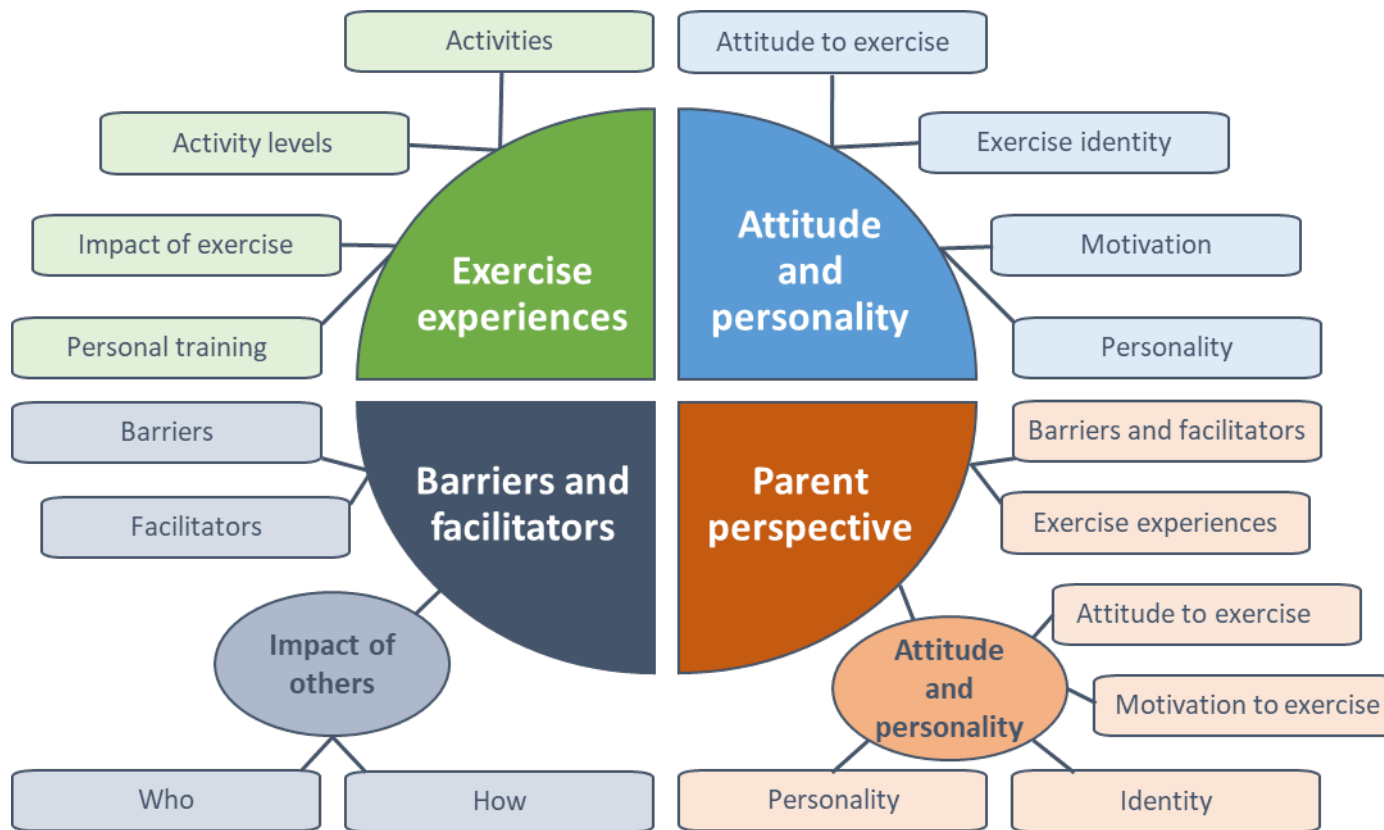 Activities
Attitude to exercise
Activity levels
Exercise identity
Impact of exercise
Motivation
Personal training
Personality
Exercise
experiences
Attitude
and
personality
Barriers
Facilitators
Barriers and
facilitators
Parent
perspective
Barriers and facilitators
Exercise experiences
Impact of
others
Who
How
Attitude
and
personality
Attitude to exercise
Motivation to exercise
Personality
Identity